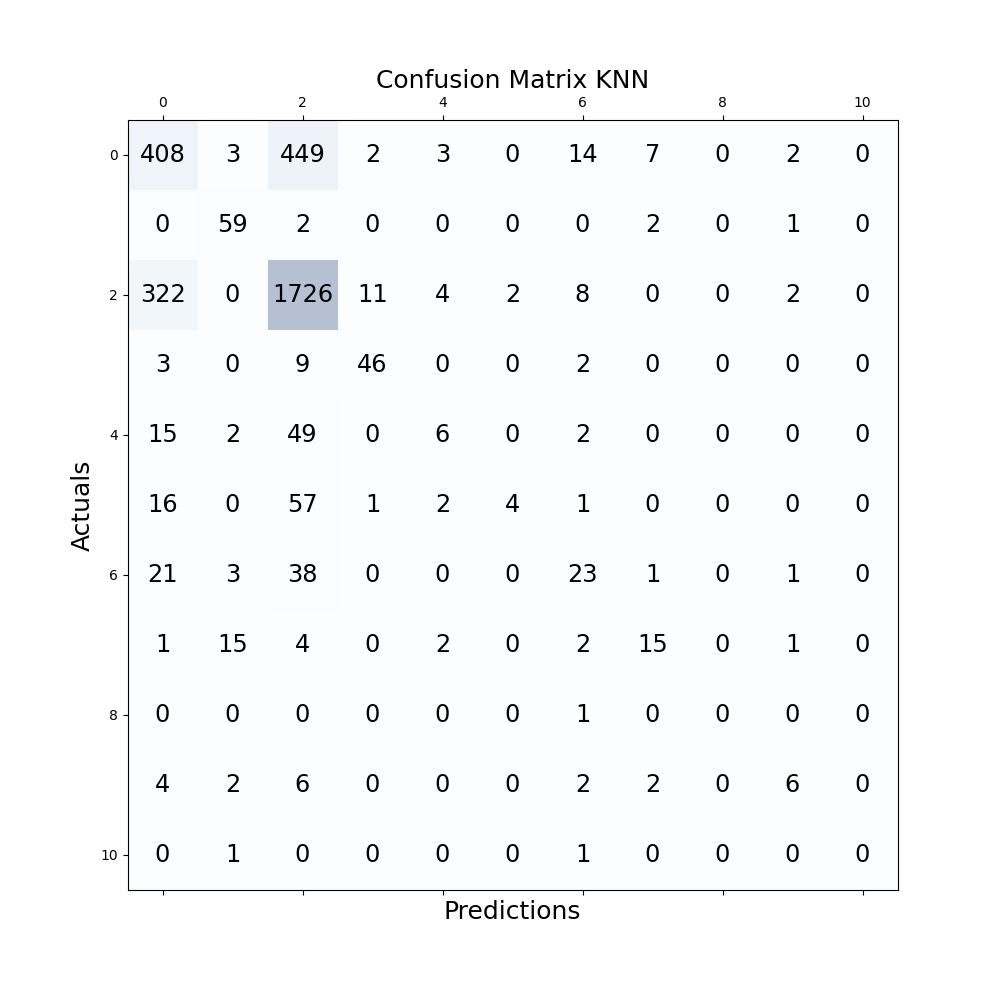 Confusion Matrix KNN
0 2 4 6 8 10
0 408 3 449 2 3 0 14 7 0 2 0
0 59 2 0 0 0 0 2 0 1 0
2 322 0 1726 11 4 2 8 0 0 2 0
3 0 9 46 0 0 2 0 0 0 0
4 15 2 49 0 6 0 2 0 0 0 0
Actuals
16 0 57 1 2 4 1 0 0 0 0
6 21 3 38 0 0 0 23 1 0 1 0
1 15 4 0 2 0 2 15 0 1 0
8 0 0 0 0 0 0 1 0 0 0 0
4 2 6 0 0 0 2 2 0 6 0
10 0 1 0 0 0 0 1 0 0 0 0
Predictions